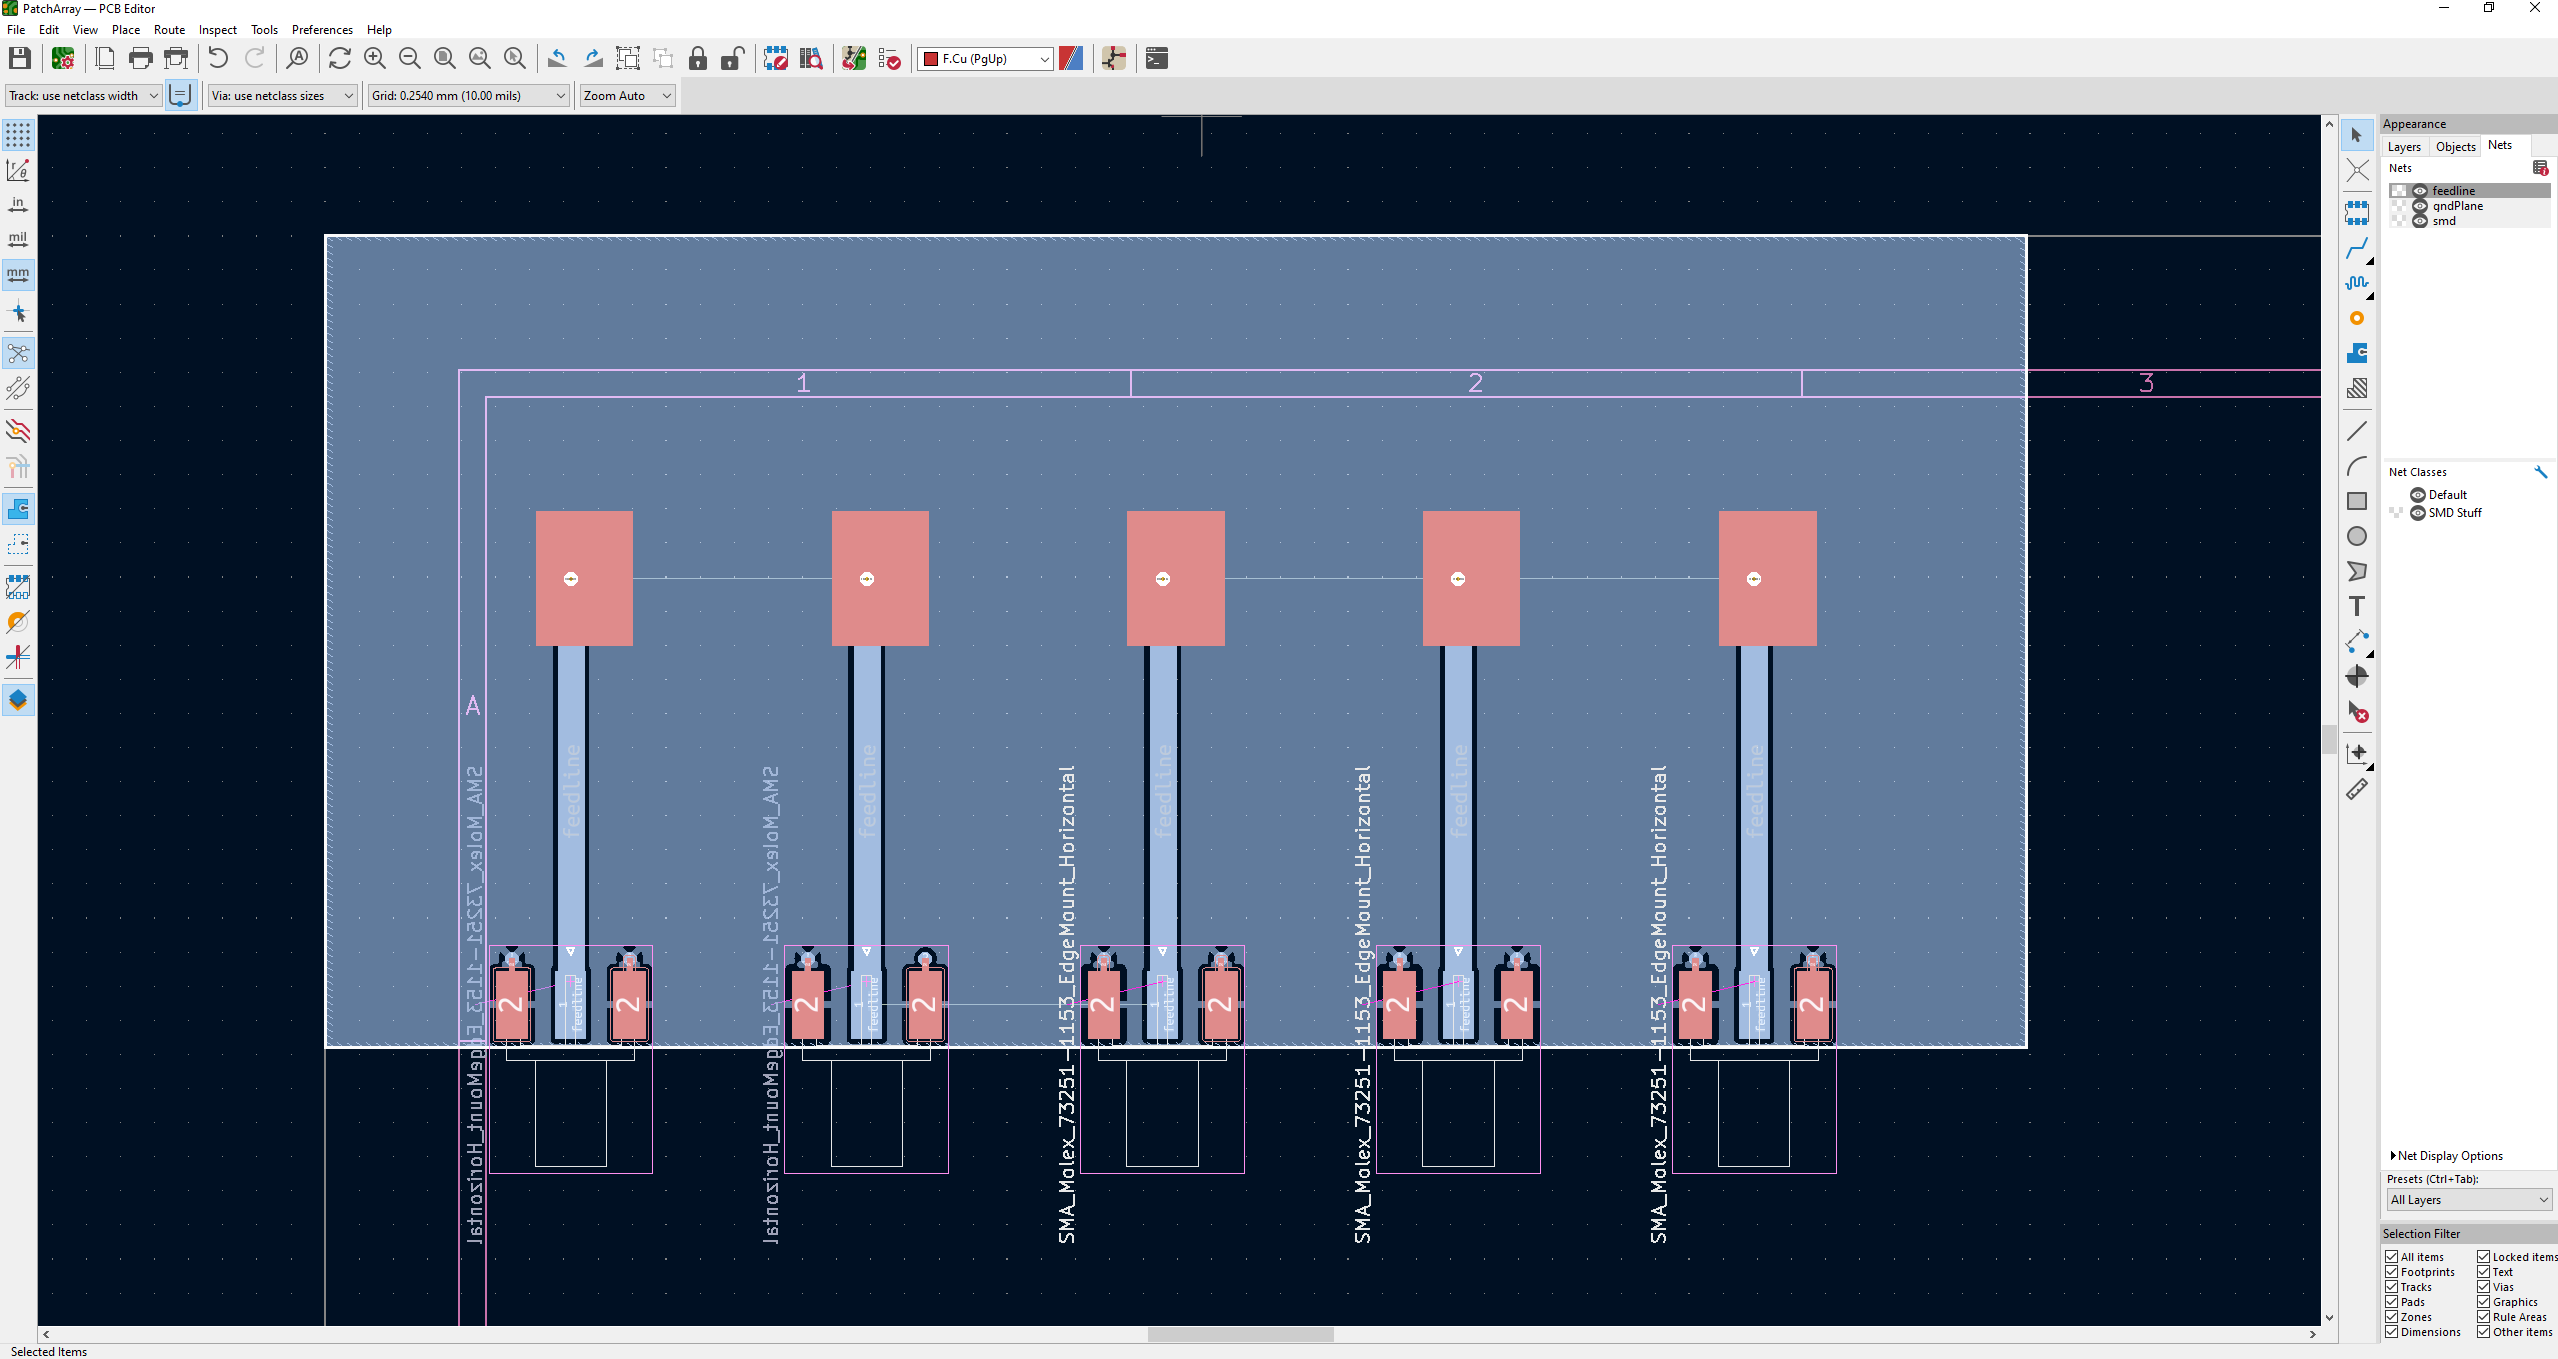 PatchArray — PCB Editor
File Edit View Place Route Inspect Tools Preferences Help
F.Cu (PgUp)
Track: use netclass width
Via: use netclass sizes
Grid: 0.2540 mm (10.00 mils)
Zoom Auto
in
mil
mm
Appearance
Layers Objects Nets
Nets
feedline
gndPlane
smd
Net Classes
Default
SMD Stuff
Net Display Options
Presets (Ctrl+Tab):
All Layers
Selection Filter
All items Locked items
Footprints Text
Tracks Vias
Pads Graphics
Zones Rule Areas
Dimensions Other items
1 2 3
A
feedline feedline feedline feedline feedline
SMA_Molex_73251-1153_EdgeMount_Horizontal
SMA_Molex_73251-1153_EdgeMount_Horizontal
SMA_Molex_73251-1153_EdgeMount_Horizontal
SMA_Molex_73251-1153_EdgeMount_Horizontal
SMA_Molex_73251-1153_EdgeMount_Horizontal
2 1 feedline 2
2 1 feedline 2
2 1 feedline 2
2 1 feedline 2
2 1 feedline 2
Selected Items